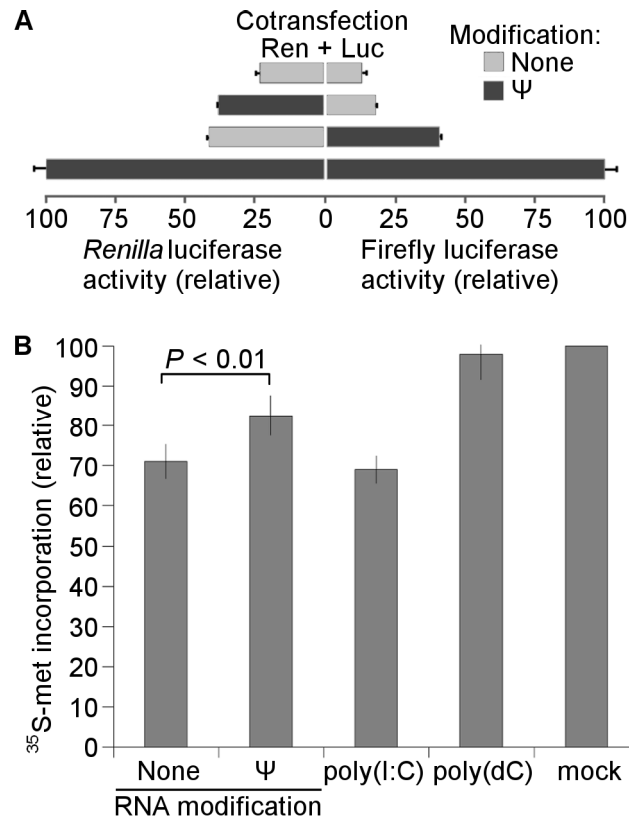 A
Cotransfection
Ren + Luc
Modification:
None
Ψ
100 75 50 25 0 25 50 75 100
Renilla luciferase
activity (relative)
Firefly luciferase
activity (relative)
B
P < 0.01
35S-met incorporation (relative)
100
90
80
70
60
50
40
30
20
10
0
None Ψ poly(I:C) poly(dC) mock
RNA modification